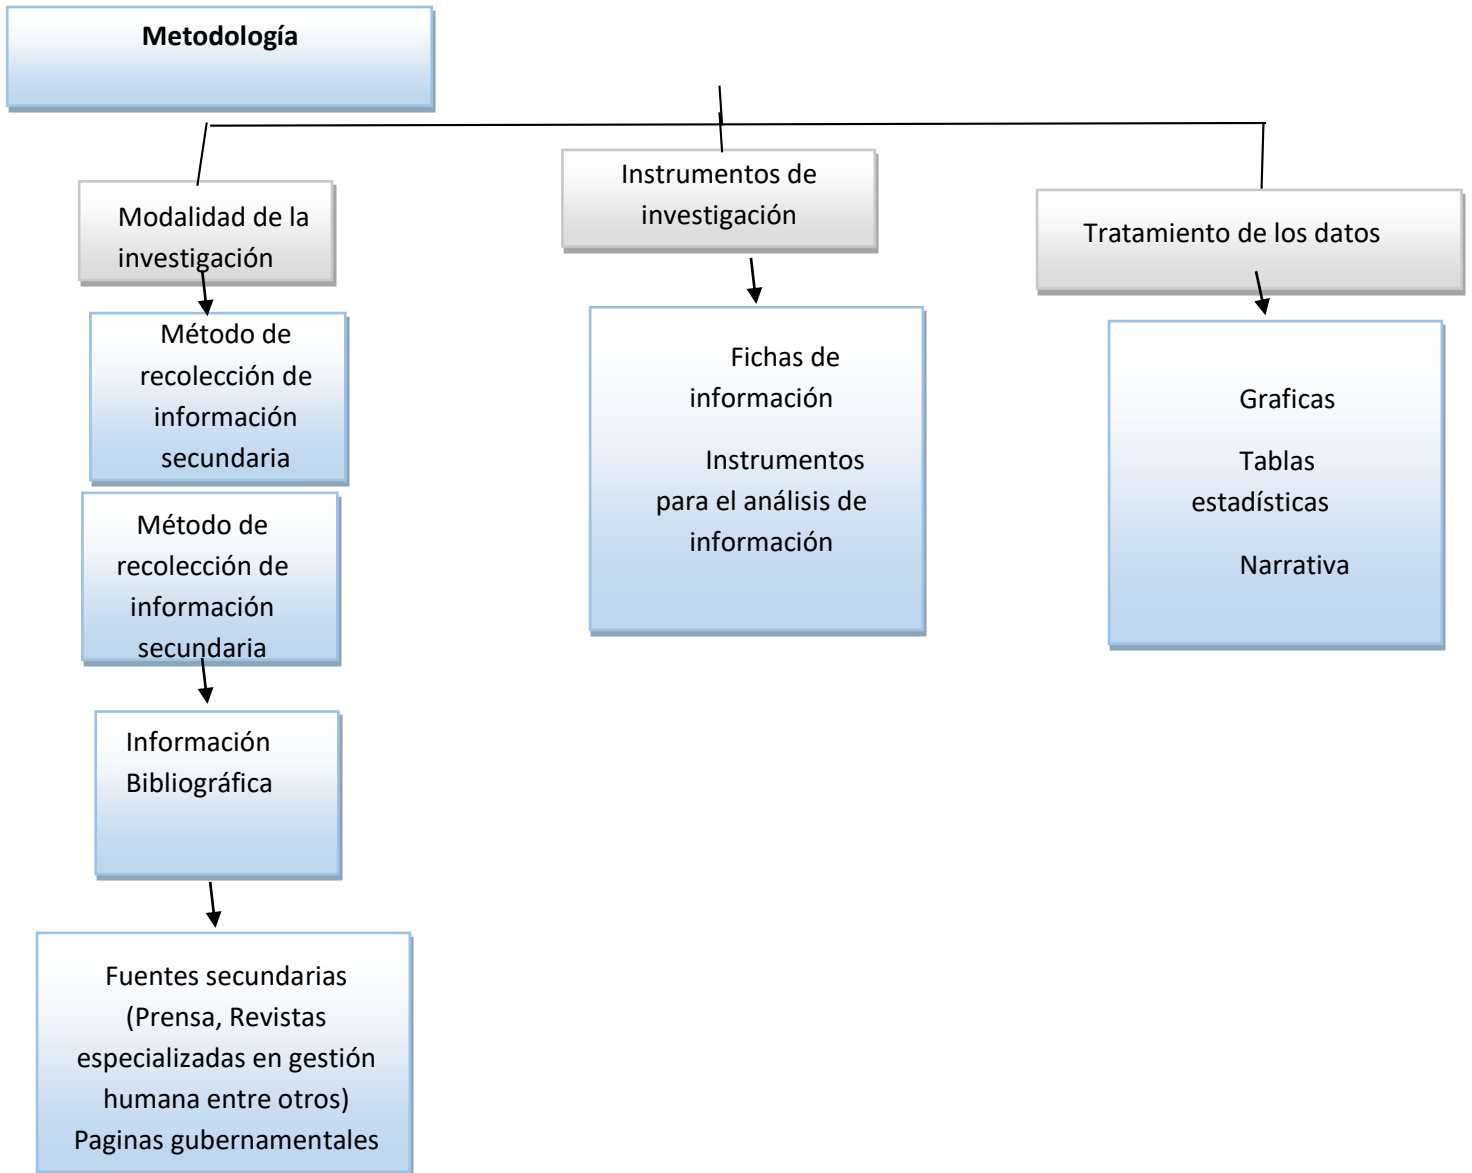 Metodología
Modalidad de la
investigación
Método de
recolección de
información
secundaria
Método de
recolección de
información
secundaria
Información
Bibliográfica
Fuentes secundarias
(Prensa, Revistas
especializadas en gestión
humana entre otros)
Paginas gubernamentales
Instrumentos de
investigación
Fichas de
información
Instrumentos
para el análisis de
información
Tratamiento de los datos
Graficas
Tablas
estadísticas
Narrativa